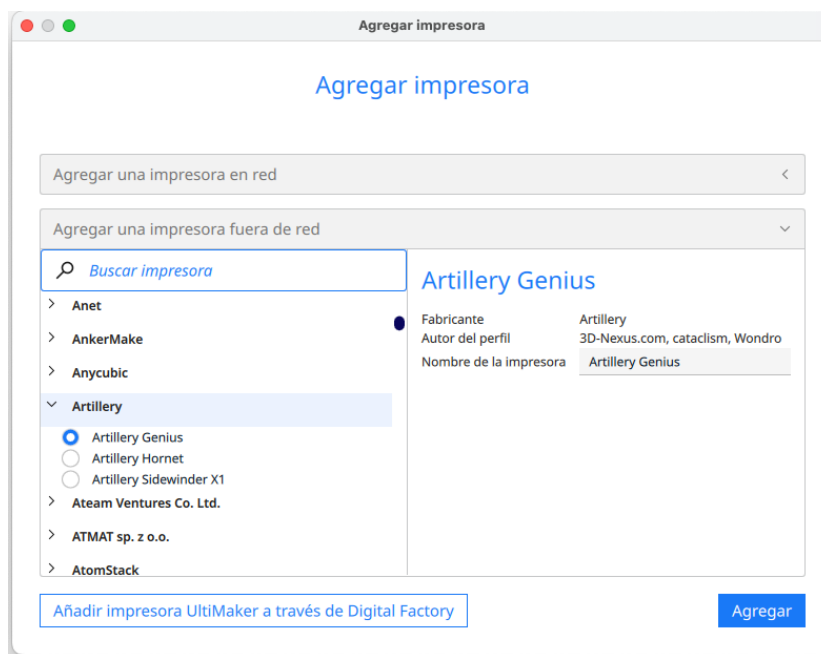 Agregar impresora
Agregar impresora
Agregar una impresora en red
Agregar una impresora fuera de red
Buscar impresora
Anet
AnkerMake
Anycubic
Artillery
Artillery Genius
Artillery Hornet
Artillery Sidewinder X1
Ateam Ventures Co. Ltd.
ATMAT sp. z o.o.
AtomStack
Artillery Genius
Fabricante Artillery
Autor del perfil 3D-Nexus.com, cataclism, Wondro
Nombre de la impresora Artillery Genius
Añadir impresora UltiMaker a través de Digital Factory
Agregar